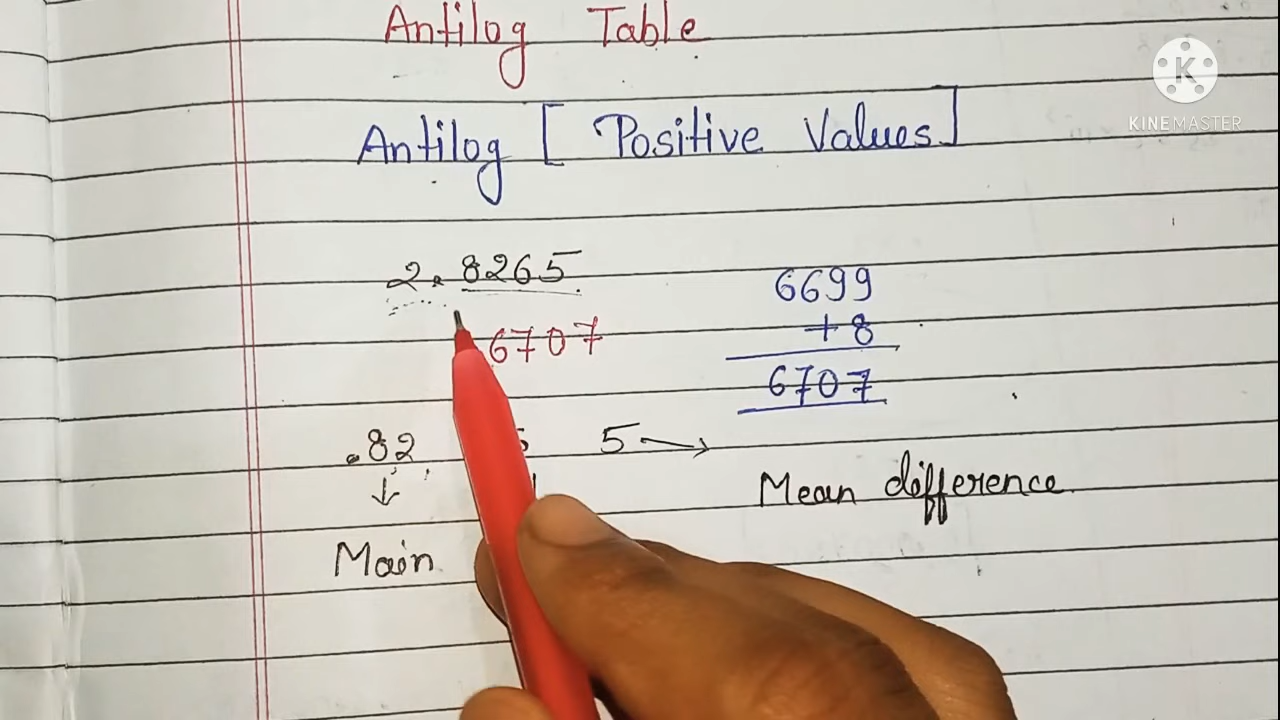 Antilog Table
KINEMASTER
Antilog [ Positive Values ]
2.8265
6699
+ 8
6707
6707
.82 5
Mean difference
Main